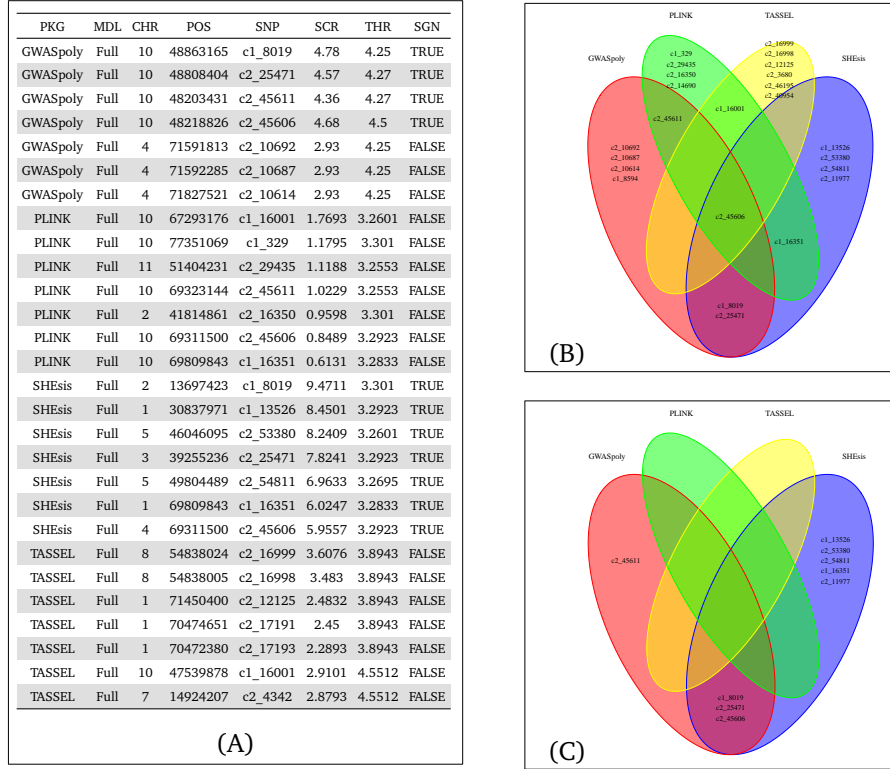 PKG MDL CHR POS SNP SCR THR SGN
GWASpoly Full 10 48863165 c1_8019 4.78 4.25 TRUE
GWASpoly Full 10 48808404 c2_25471 4.57 4.27 TRUE
GWASpoly Full 10 48203431 c2_45611 4.36 4.27 TRUE
GWASpoly Full 10 48218826 c2_45606 4.68 4.5 TRUE
GWASpoly Full 4 71591813 c2_10692 2.93 4.25 FALSE
GWASpoly Full 4 71592285 c2_10687 2.93 4.25 FALSE
GWASpoly Full 4 71827521 c2_10614 2.93 4.25 FALSE
PLINK Full 10 67293176 c1_16001 1.7693 3.2601 FALSE
PLINK Full 10 77351069 c1_329 1.1795 3.301 FALSE
PLINK Full 11 51404231 c2_29435 1.1188 3.2553 FALSE
PLINK Full 10 69323144 c2_45611 1.0229 3.2553 FALSE
PLINK Full 2 41814861 c2_16350 0.9598 3.301 FALSE
PLINK Full 10 69311500 c2_45606 0.8489 3.2923 FALSE
PLINK Full 10 69809843 c1_16351 0.6131 3.2833 FALSE
SHEsis Full 2 13697423 c1_8019 9.4711 3.301 TRUE
SHEsis Full 1 30837971 c1_13526 8.4501 3.2923 TRUE
SHEsis Full 5 46046095 c2_53380 8.2409 3.2601 TRUE
SHEsis Full 3 39255236 c2_25471 7.8241 3.2923 TRUE
SHEsis Full 5 49804489 c2_54811 6.9633 3.2695 TRUE
SHEsis Full 1 69809843 c1_16351 6.0247 3.2833 TRUE
SHEsis Full 4 69311500 c2_45606 5.9557 3.2923 TRUE
TASSEL Full 8 54838024 c2_16999 3.6076 3.8943 FALSE
TASSEL Full 8 54838005 c2_16998 3.483 3.8943 FALSE
TASSEL Full 1 71450400 c2_12125 2.4832 3.8943 FALSE
TASSEL Full 1 70474651 c2_17191 2.45 3.8943 FALSE
TASSEL Full 1 70472380 c2_17193 2.2893 3.8943 FALSE
TASSEL Full 10 47539878 c1_16001 2.9101 4.5512 FALSE
TASSEL Full 7 14924207 c2_4342 2.8793 4.5512 FALSE
(A)
PLINK TASSEL
GWASpoly SHEsis
c1_329
c2_29435
c2_16350
c2_14690
c2_16999
c2_16998
c2_12125
c2_3680
c2_46195
c2_40954
c2_45611
c1_16001
c2_10692
c2_10687
c2_10614
c1_8594
c1_13526
c2_53380
c2_54811
c2_11977
c2_45606
c1_16351
c1_8019
c2_25471
(B)
PLINK TASSEL
GWASpoly SHEsis
c2_45611
c1_13526
c2_53380
c2_54811
c1_16351
c2_11977
c1_8019
c2_25471
c2_45606
(C)